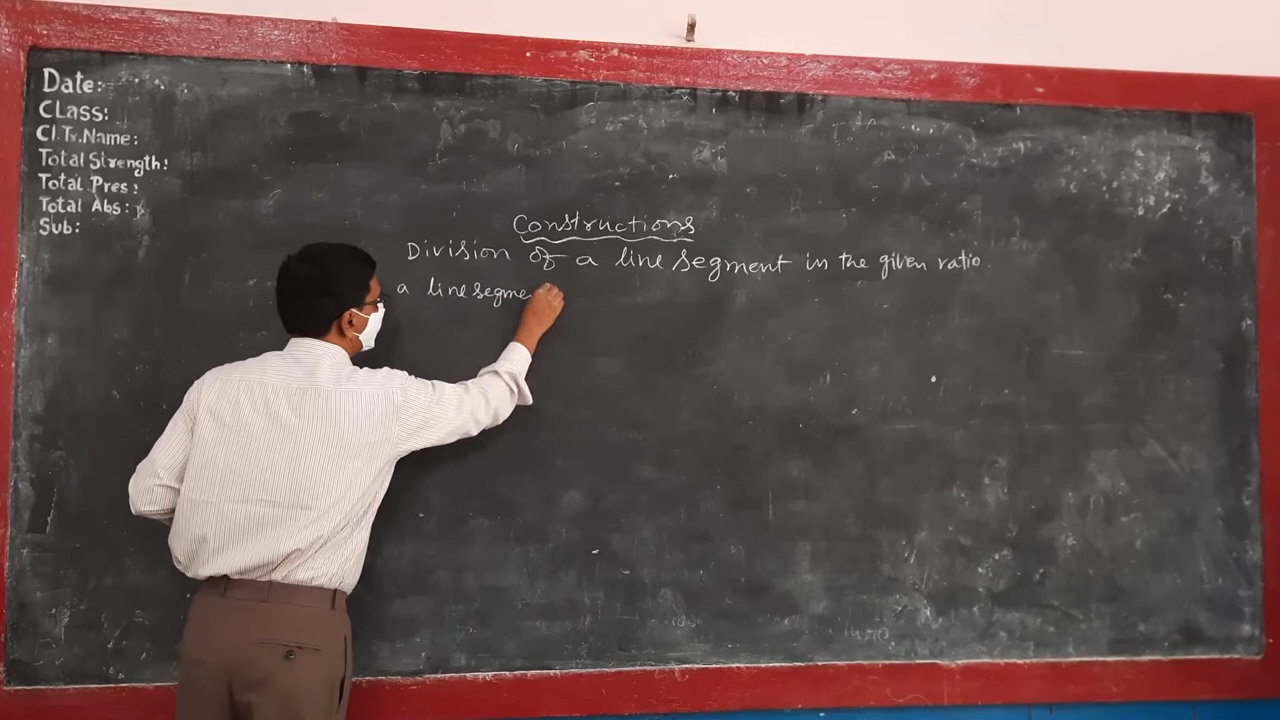 Date:-
CLass:
Cl.Tr.Name:
Total Strength:
Total Pres:
Total Abs:
Sub:
Constructions
Division of a line segment in the given ratio.
a line segme